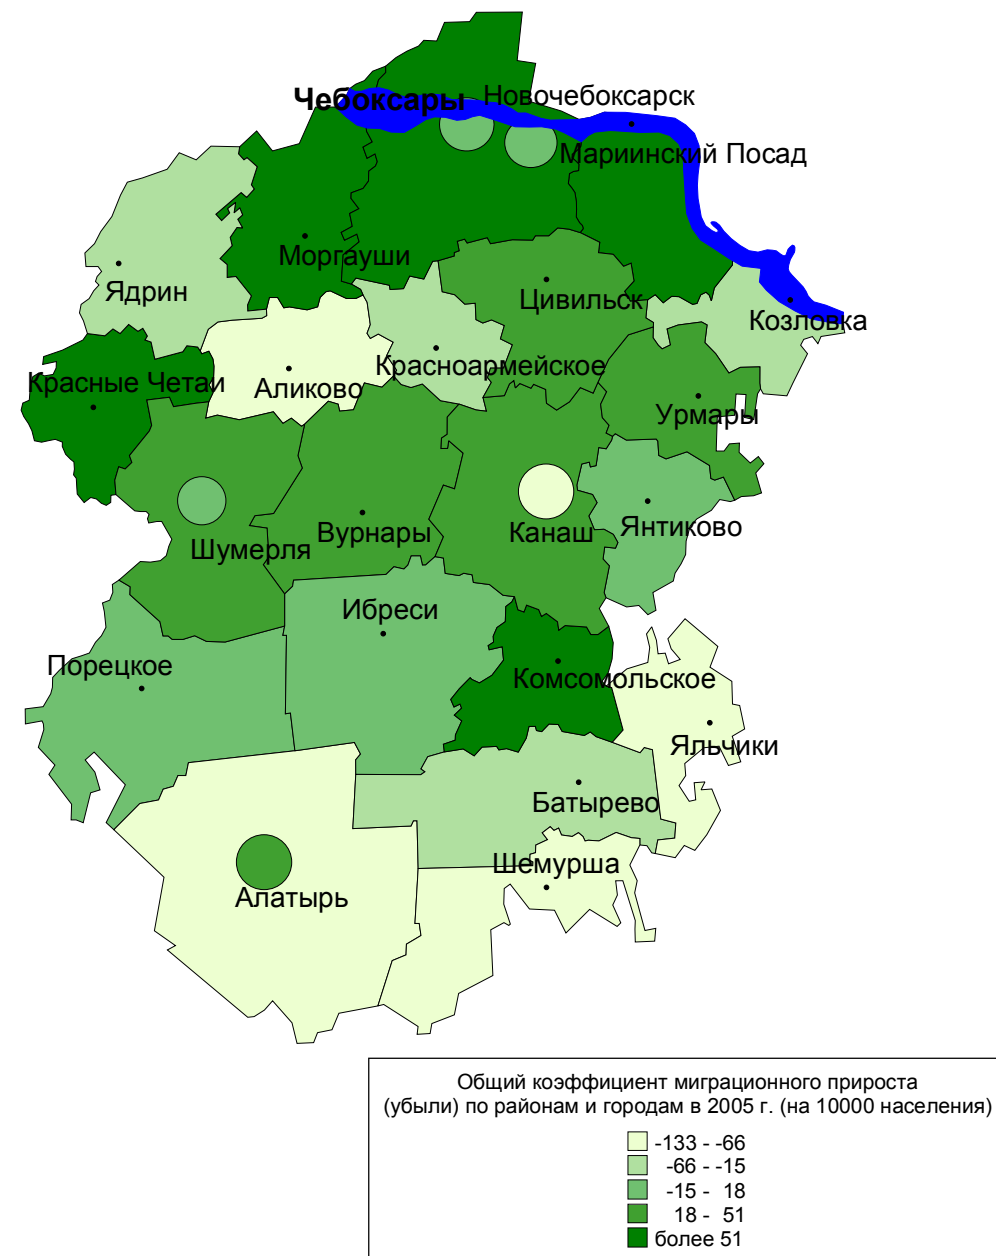 Чебоксары
Новочебоксарск
Мариинский Посад
Моргауши
Ядрин
Цивильск
Козловка
Красноармейское
Красные Четаи
Аликово
Урмары
Вурнары
Канаш
Янтиково
Шумерля
Ибреси
Порецкое
Комсомольское
Яльчики
Батырево
Шемурша
Алатырь
Общий коэффициент миграционного прироста
(убыли) по районам и городам в 2005 г. (на 10000 населения)
-133 - -66
-66 - -15
-15 - 18
18 - 51
более 51